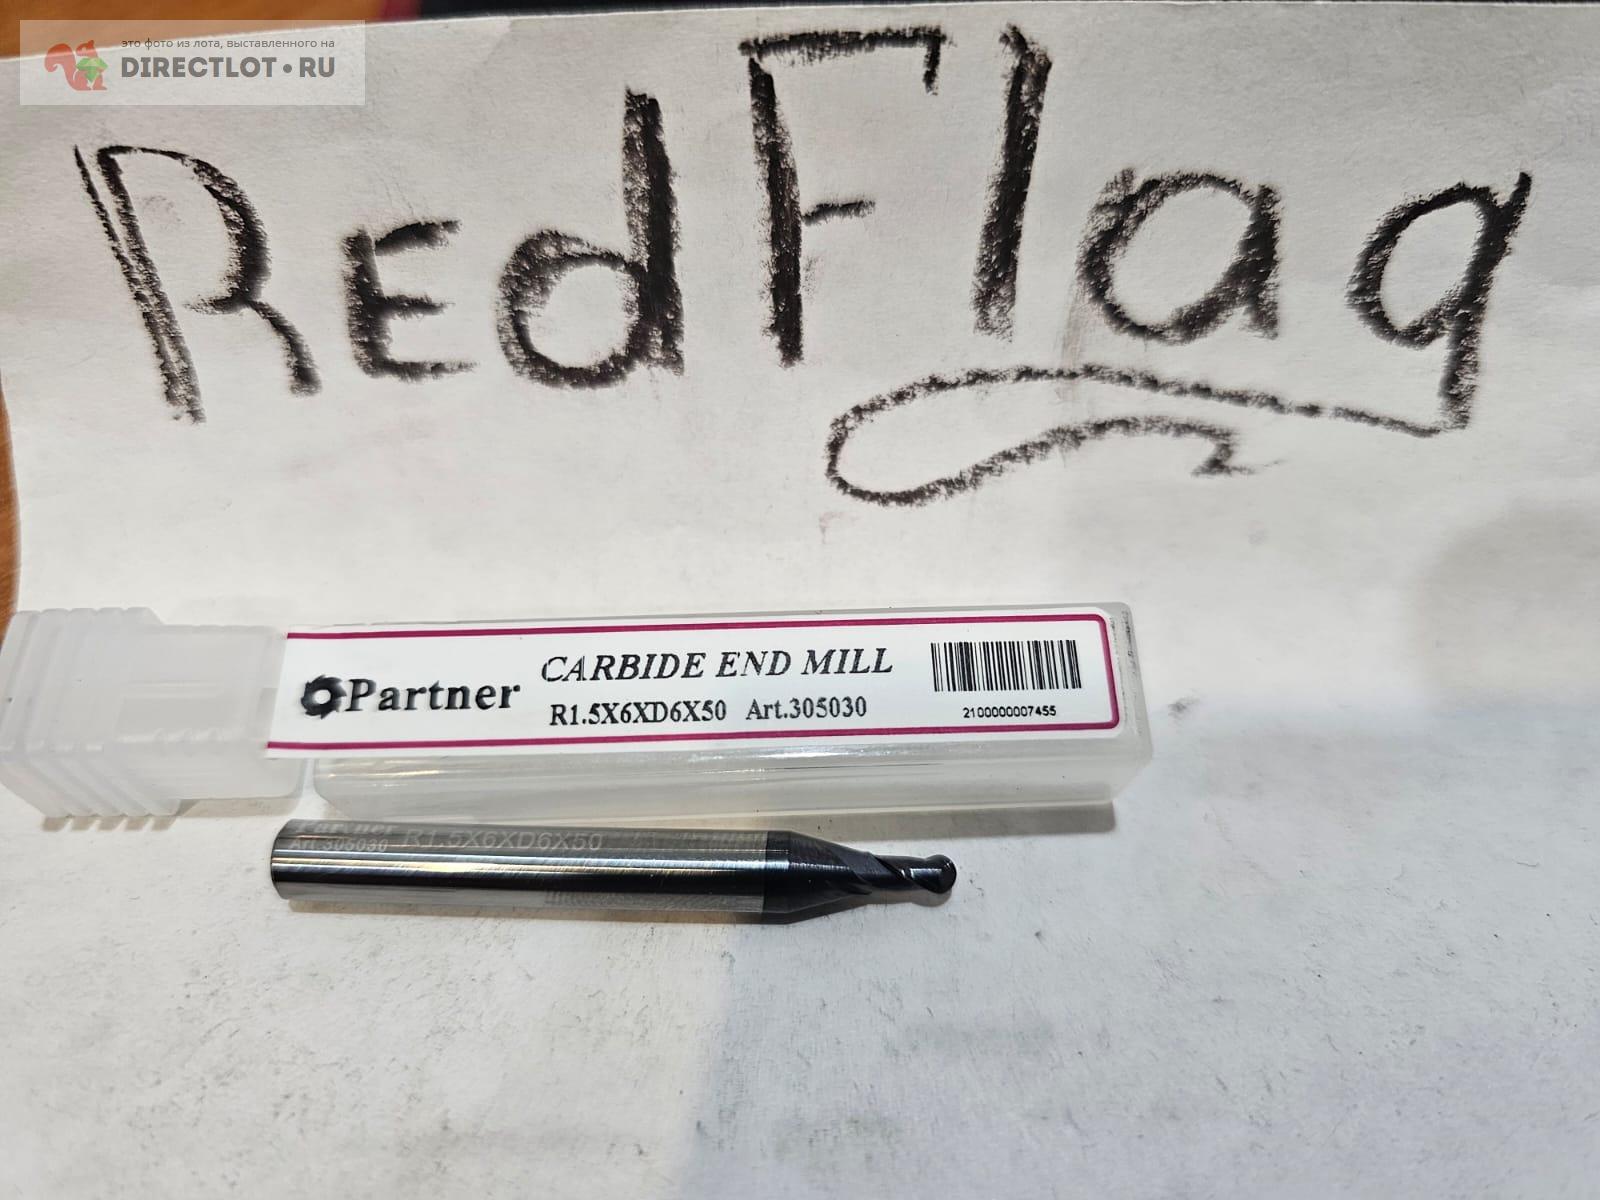 это фото из лота, выставленного на
DIRECTLOT•RU
RedFlag
Partner
CARBIDE END MILL
R1.5X6XD6X50 Art.305030
2100000007455
Partner R1.5X6XD6X50
Art.305030